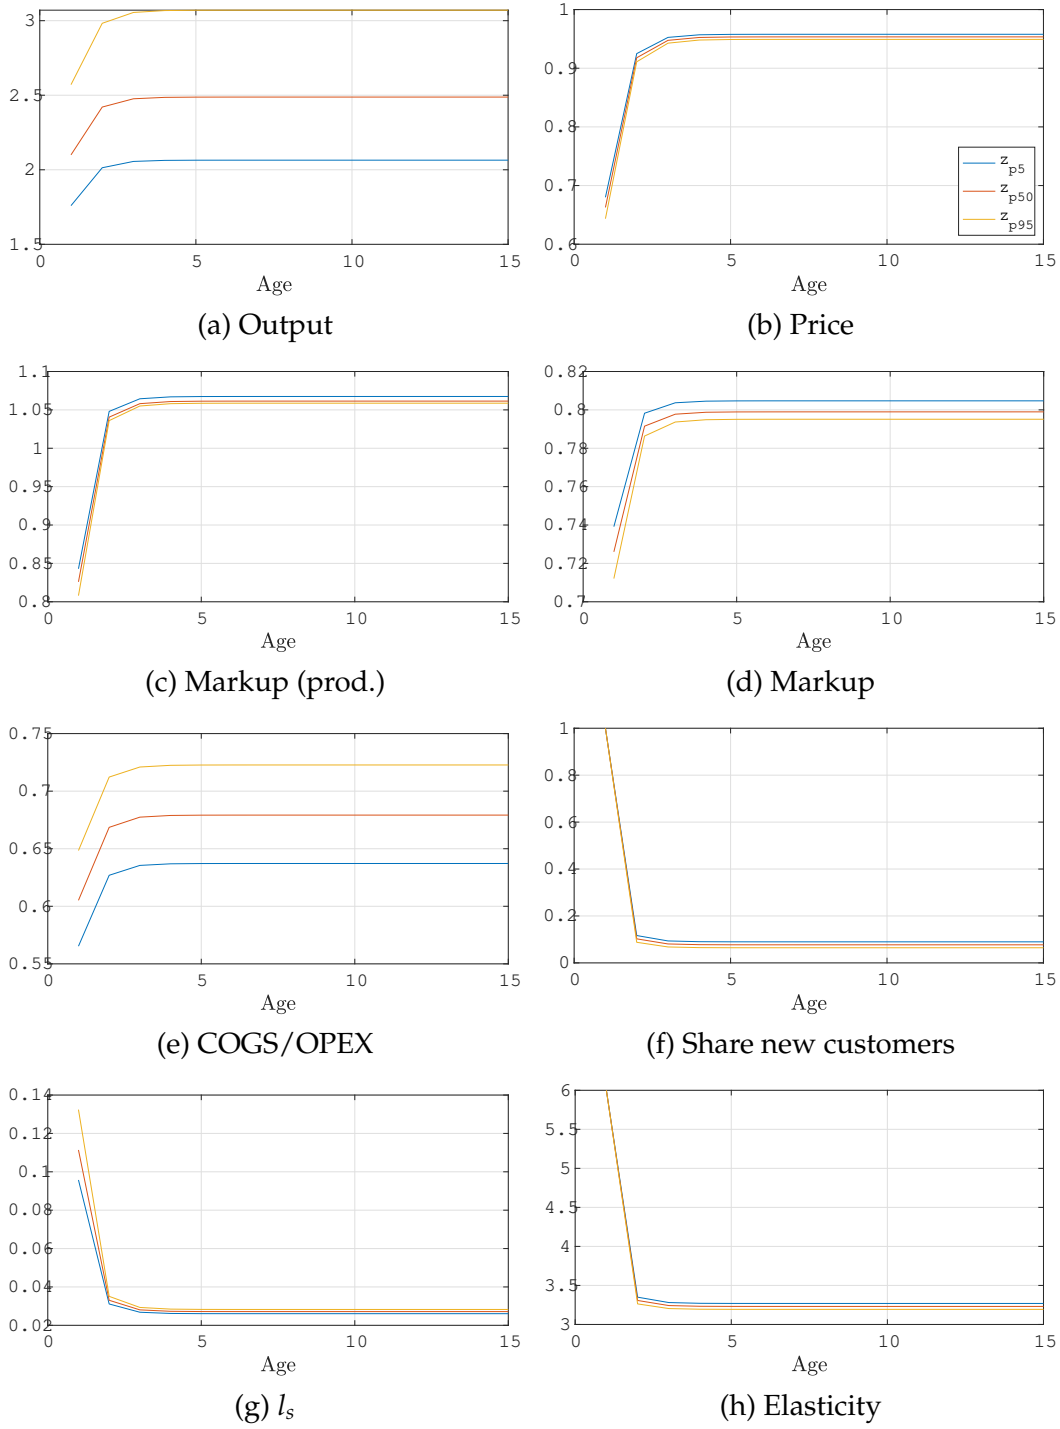 3
2.5
2
1.5
0 5 10 15
Age
(a) Output
1
0.9
0.8
0.7
0.6
z_p5
z_p50
z_p95
0 5 10 15
Age
(b) Price
1.1
1.05
1
0.95
0.9
0.85
0.8
0 5 10 15
Age
(c) Markup (prod.)
0.82
0.8
0.78
0.76
0.74
0.72
0.7
0 5 10 15
Age
(d) Markup
0.75
0.7
0.65
0.6
0.55
0 5 10 15
Age
(e) COGS/OPEX
1
0.8
0.6
0.4
0.2
0
0 5 10 15
Age
(f) Share new customers
0.14
0.12
0.1
0.08
0.06
0.04
0.02
0 5 10 15
Age
(g) l_s
6
5.5
5
4.5
4
3.5
3
0 5 10 15
Age
(h) Elasticity